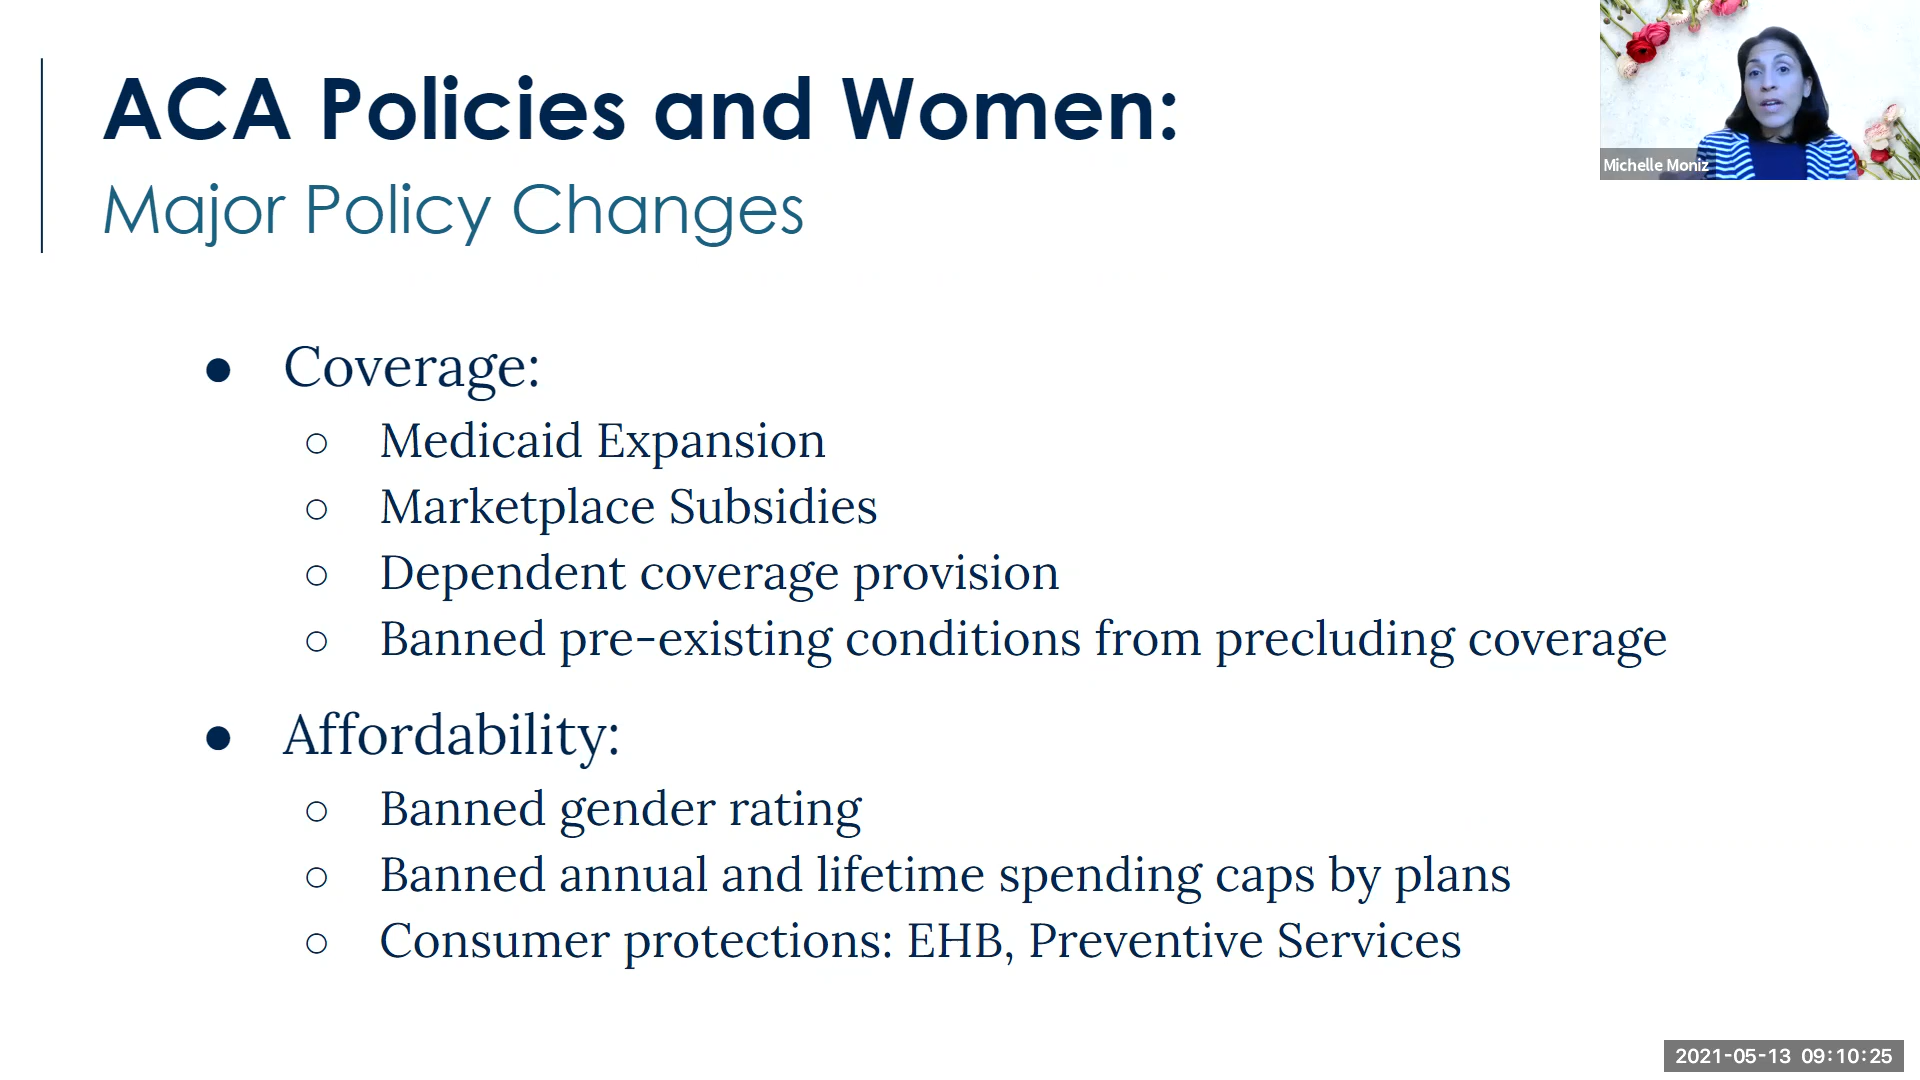 ACA Policies and Women:
Major Policy Changes
Michelle Moniz
● Coverage:
○ Medicaid Expansion
○ Marketplace Subsidies
○ Dependent coverage provision
○ Banned pre-existing conditions from precluding coverage
● Affordability:
○ Banned gender rating
○ Banned annual and lifetime spending caps by plans
○ Consumer protections: EHB, Preventive Services
2021-05-13 09:10:25